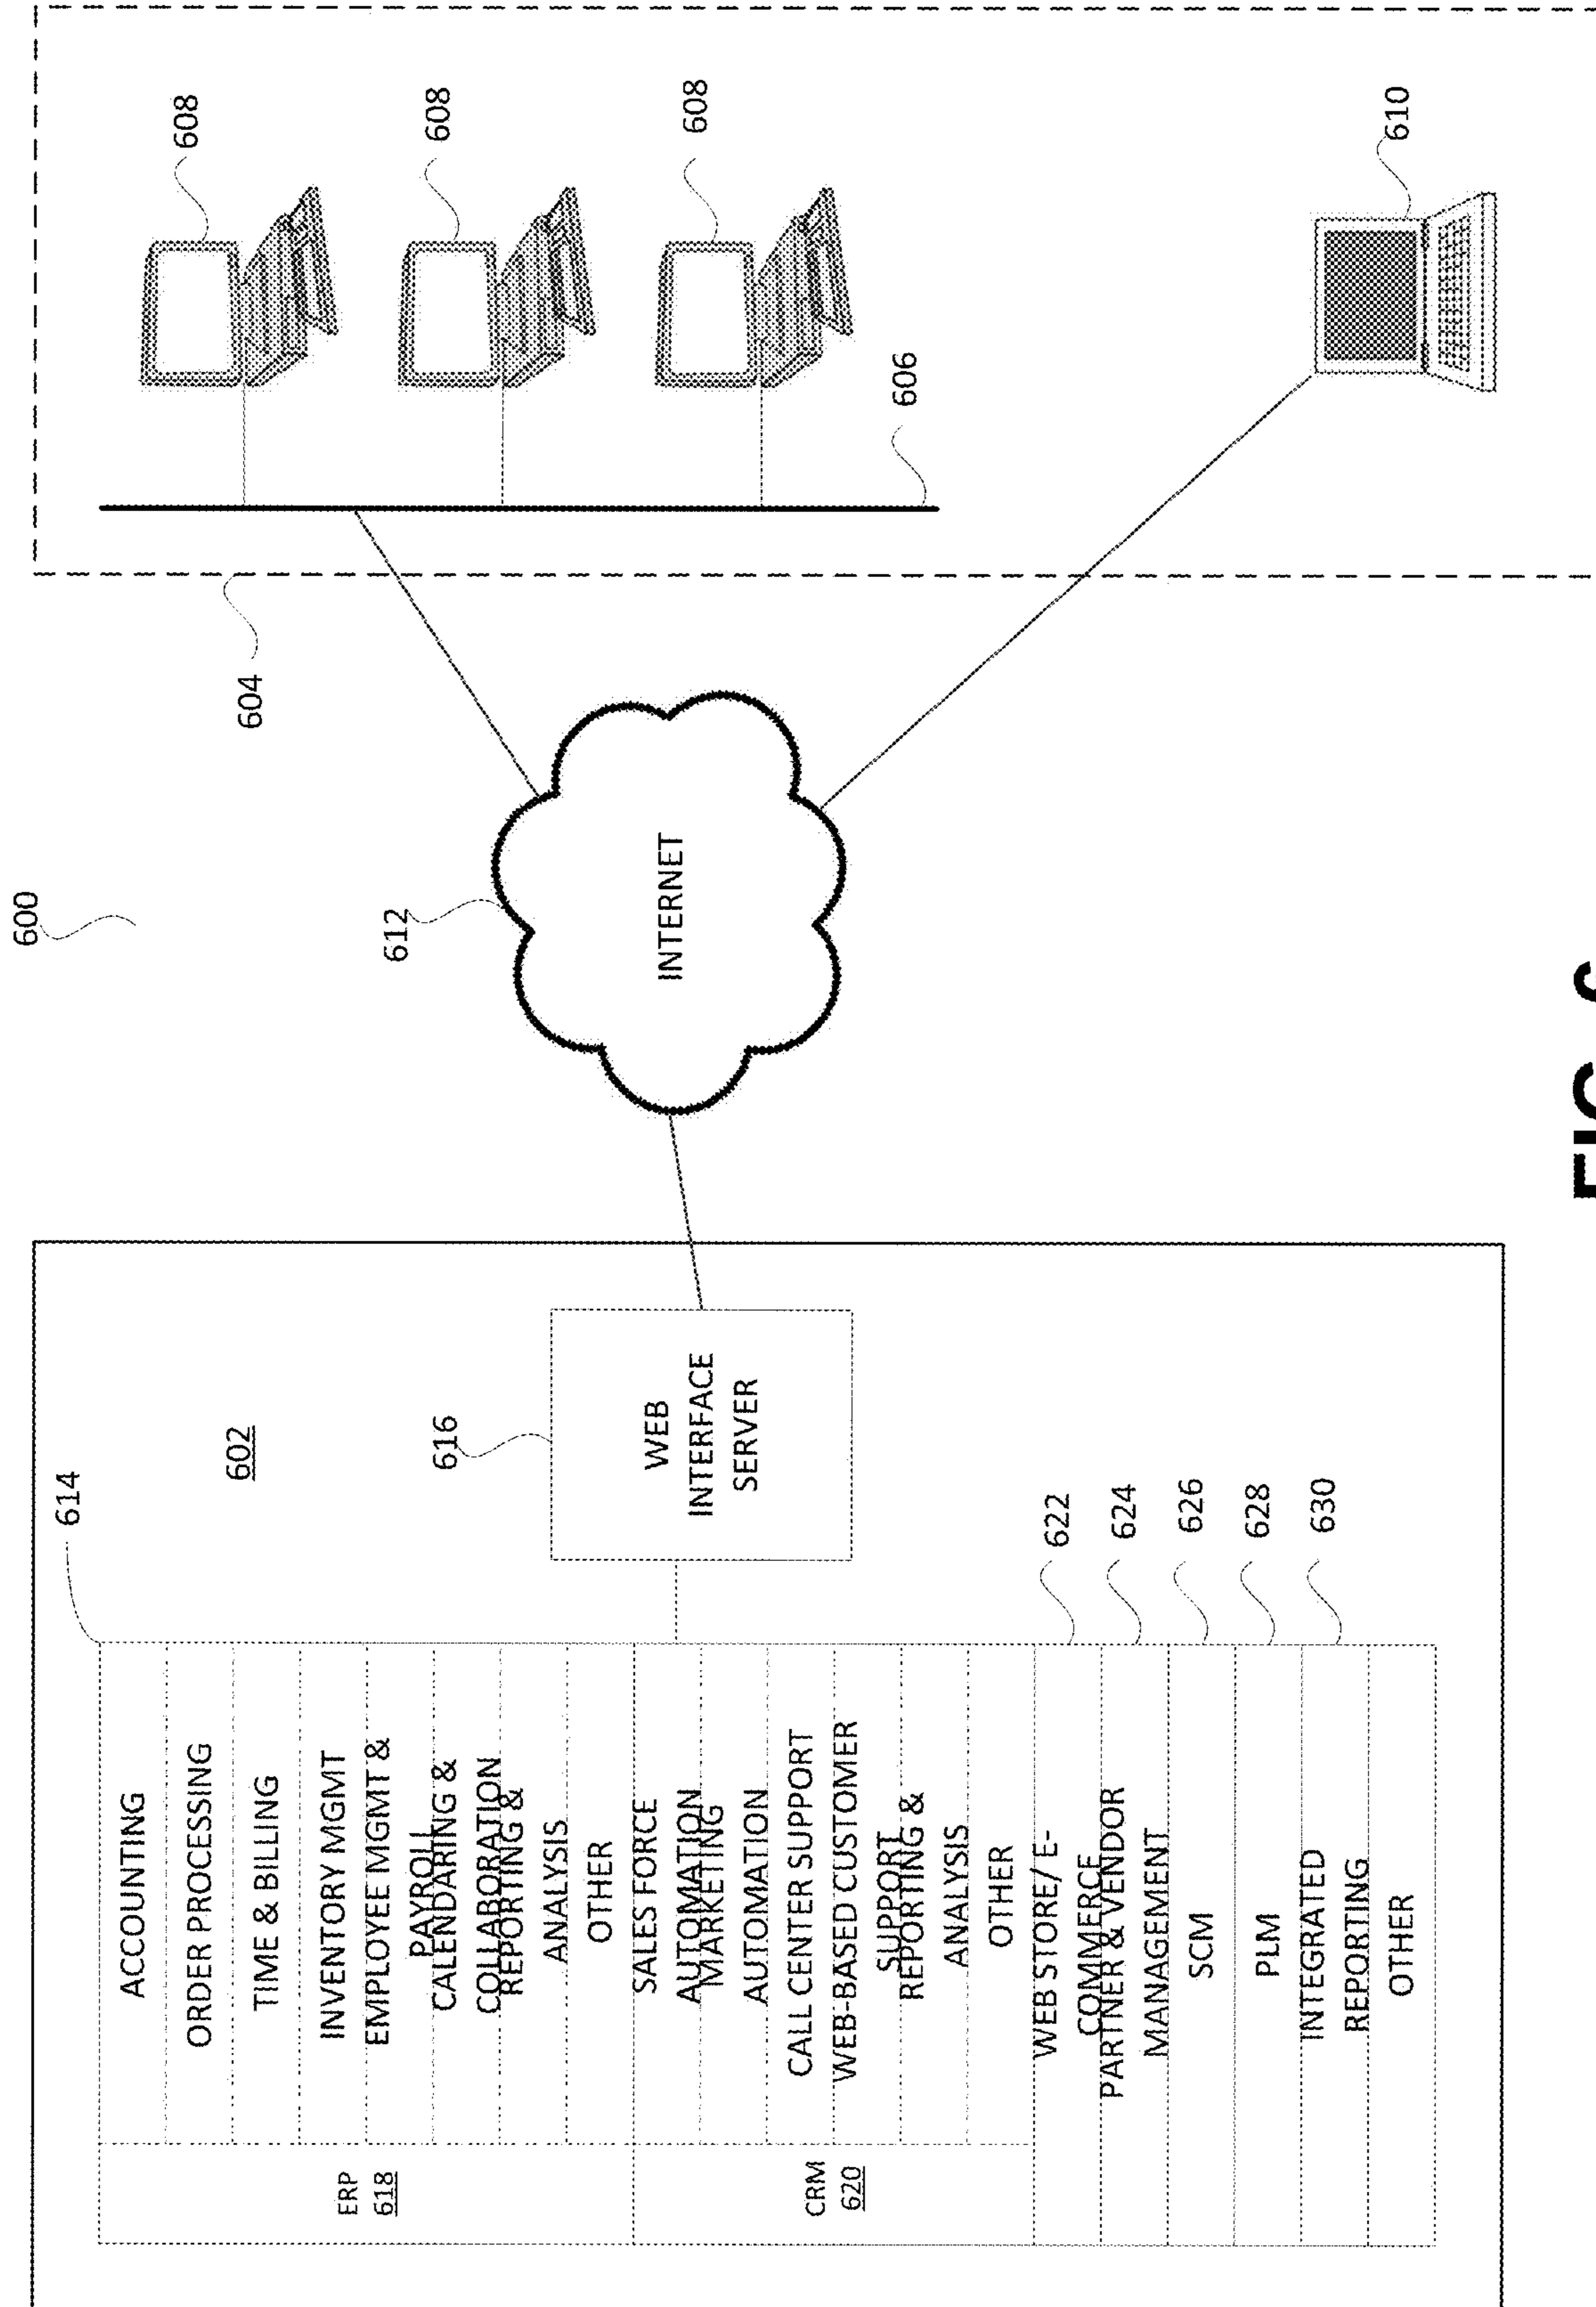 600
602
614
ACCOUNTING
ORDER PROCESSING
TIME & BILLING
INVENTORY MGMT
EMPLOYEE MGMT &
PAYROLL
CALENDARING &
COLLABORATION
REPORTING &
ANALYSIS
OTHER
ERP
618
SALES FORCE
AUTOMATION
MARKETING
AUTOMATION
CALL CENTER SUPPORT
WEB-BASED CUSTOMER
SUPPORT
REPORTING &
ANALYSIS
OTHER
CRM
620
WEB STORE/ E-
COMMERCE
622
PARTNER & VENDOR
MANAGEMENT
624
SCM
626
PLM
628
INTEGRATED
REPORTING
630
OTHER
616
WEB
INTERFACE
SERVER
612
INTERNET
604
608
608
608
606
610